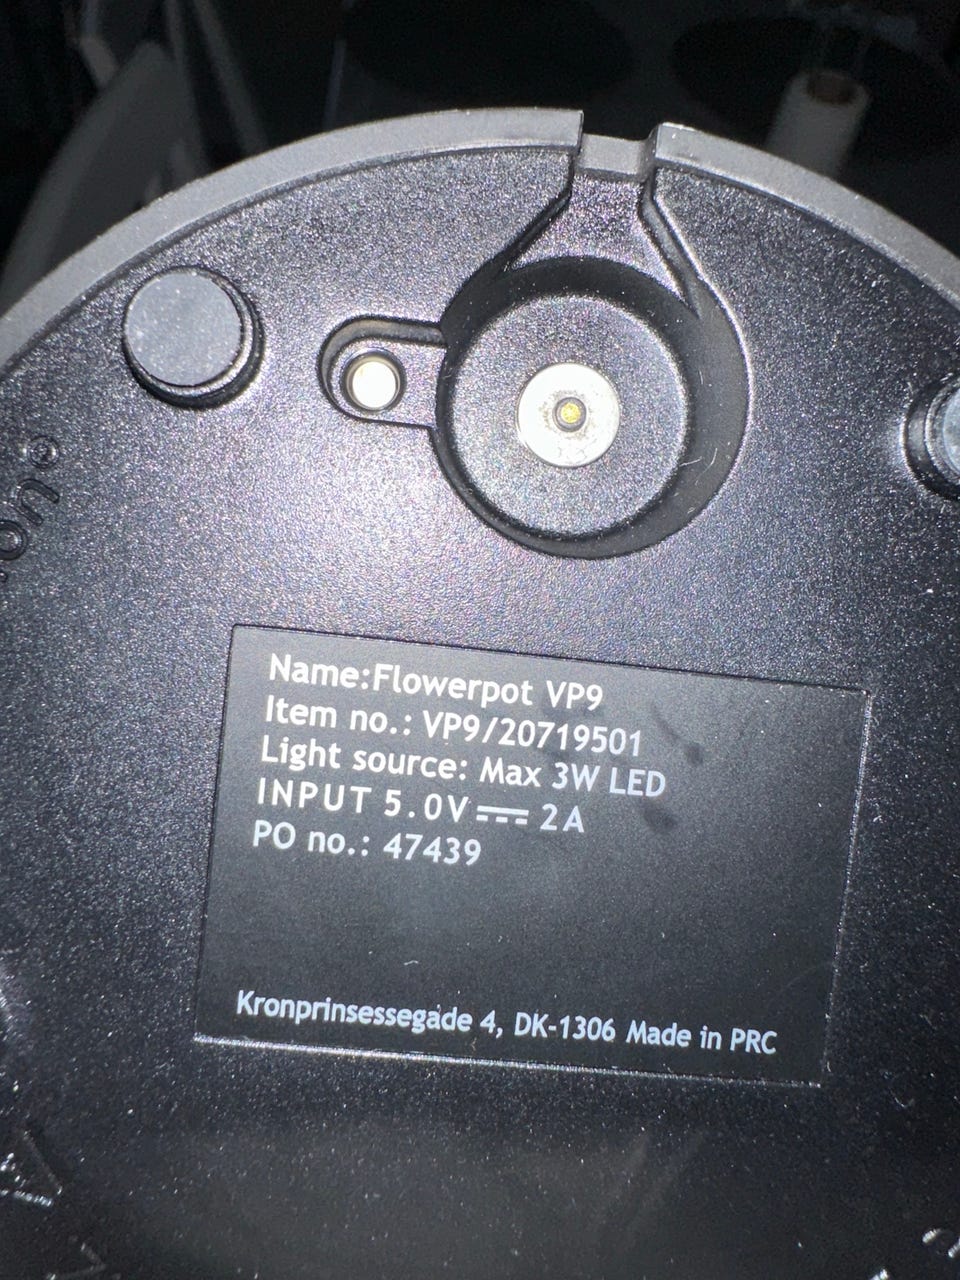 Name:Flowerpot VP9
Item no.: VP9/20719501
Light source: Max 3W LED
INPUT 5.0V⎓2A
PO no.: 47439
Kronprinsessegade 4, DK-1306 Made in PRC